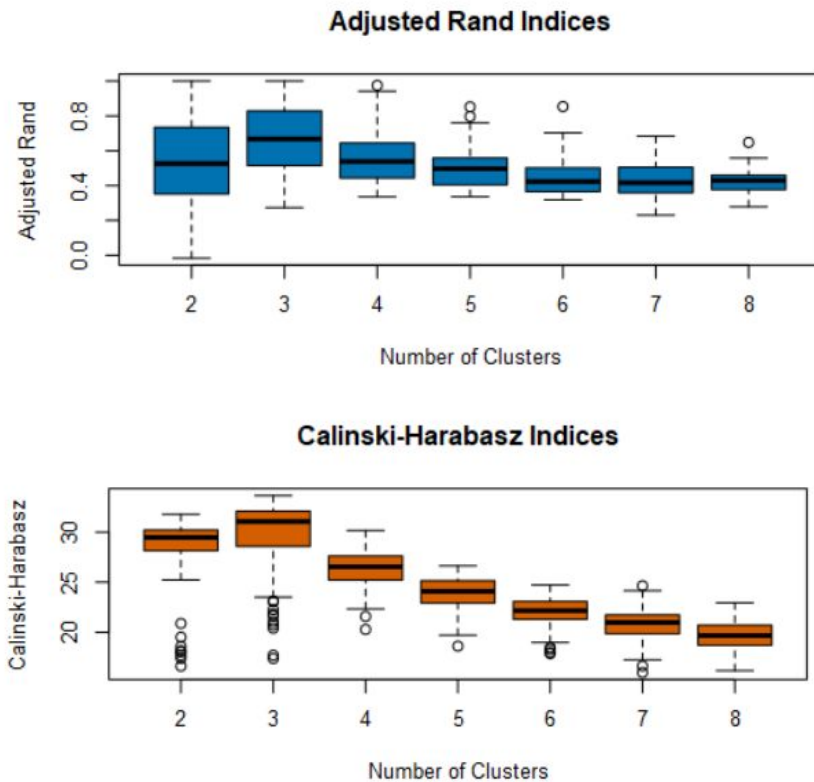 Adjusted Rand Indices
Adjusted Rand
0.8
0.4
0.0
2 3 4 5 6 7 8
Number of Clusters
Calinski-Harabasz Indices
Calinski-Harabasz
30
25
20
2 3 4 5 6 7 8
Number of Clusters